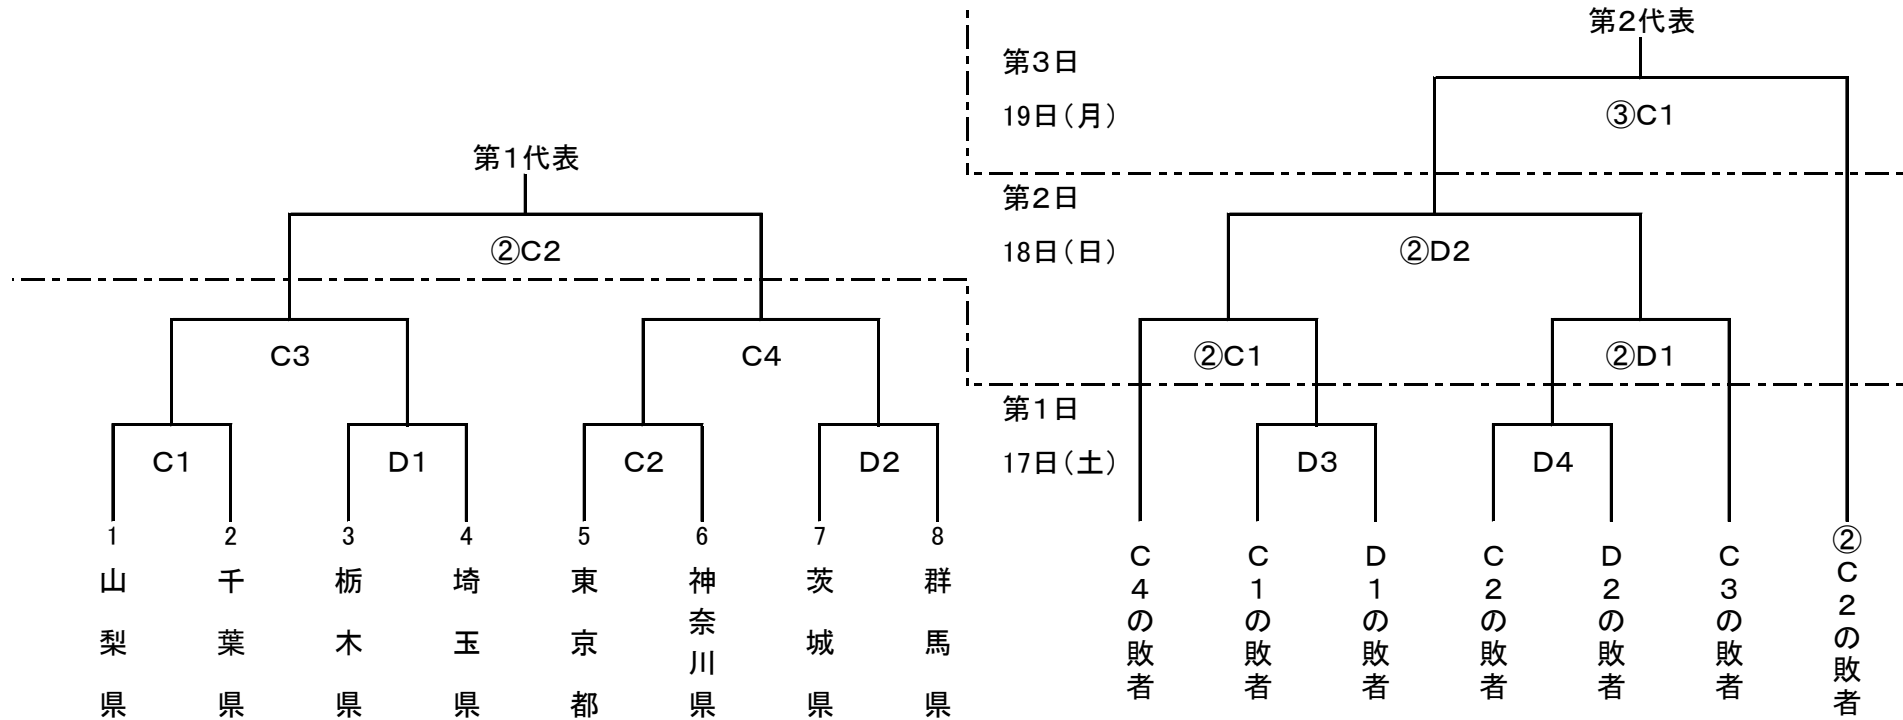 第1代表
②C2
C3
C4
C1
D1
C2
D2
1
山梨県
2
千葉県
3
栃木県
4
埼玉県
5
東京都
6
神奈川県
7
茨城県
8
群馬県
第2代表
第3日
19日(月)
③C1
第2日
18日(日)
②D2
②C1
②D1
第1日
17日(土)
D3
D4
C4の敗者
C1の敗者
D1の敗者
C2の敗者
D2の敗者
C3の敗者
②C2の敗者